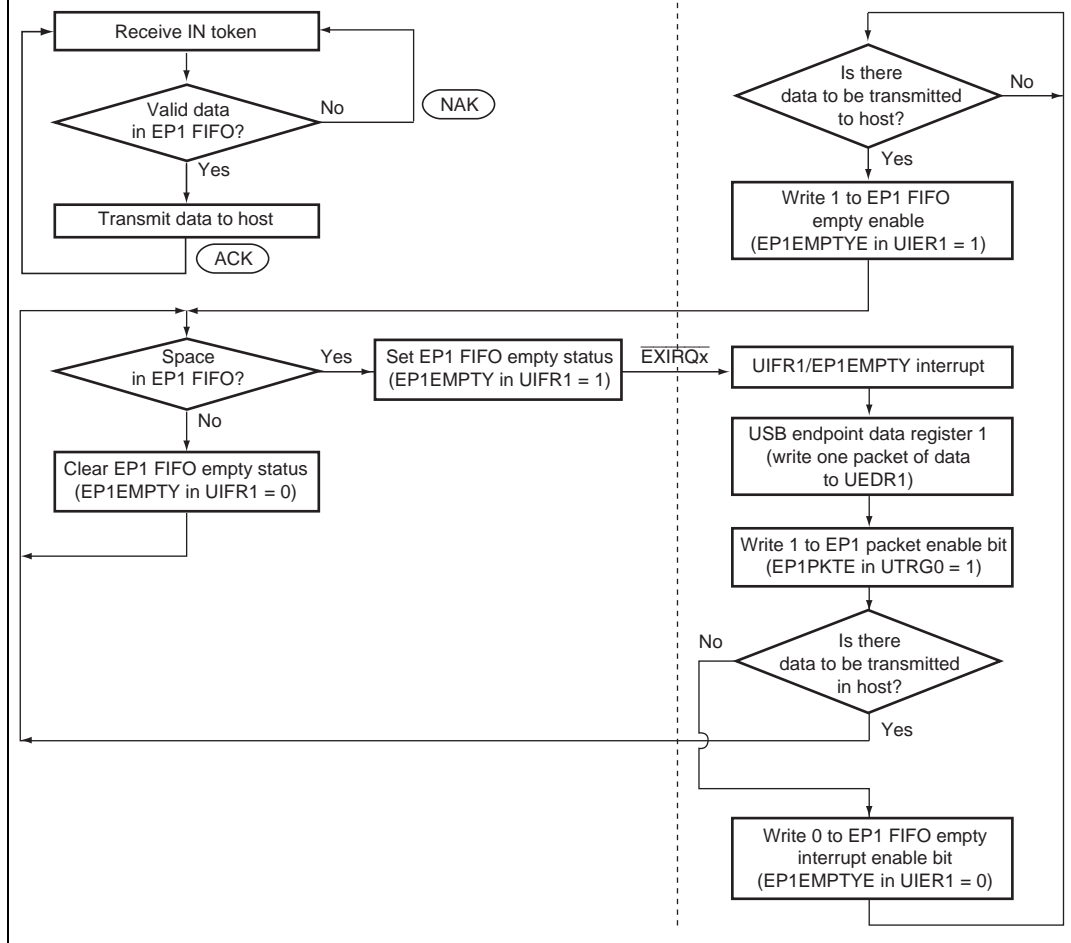 Receive IN token
Valid data
in EP1 FIFO?
No
NAK
Yes
Transmit data to host
ACK
Is there
data to be transmitted
to host?
No
Yes
Write 1 to EP1 FIFO
empty enable
(EP1EMPTYE in UIER1 = 1)
Space
in EP1 FIFO?
Yes
No
Set EP1 FIFO empty status
(EP1EMPTY in UIFR1 = 1)
EXIRQx
UIFR1/EP1EMPTY interrupt
Clear EP1 FIFO empty status
(EP1EMPTY in UIFR1 = 0)
USB endpoint data register 1
(write one packet of data
to UEDR1)
Write 1 to EP1 packet enable bit
(EP1PKTE in UTRG0 = 1)
No
Is there
data to be transmitted
in host?
Yes
Write 0 to EP1 FIFO empty
interrupt enable bit
(EP1EMPTYE in UIER1 = 0)